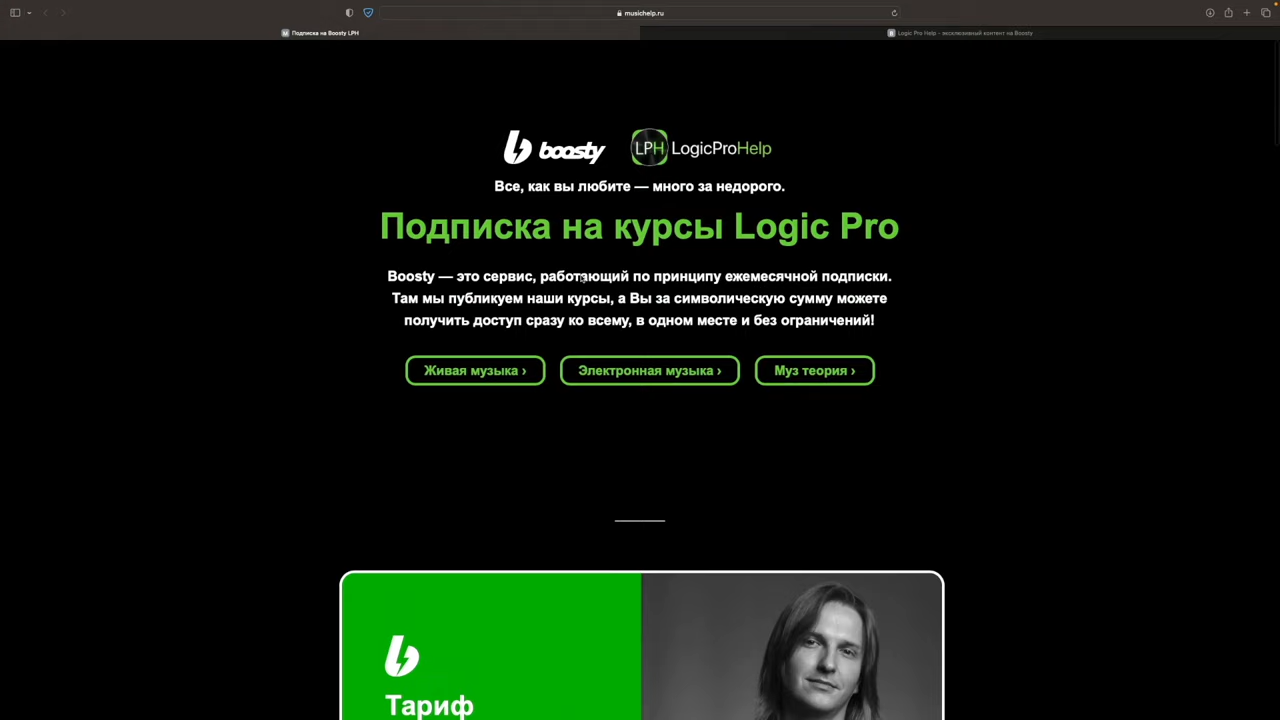 musichelp.ru
Подписка на Boosty LPH
Logic Pro Help - эксклюзивный контент на Boosty
boosty
LPH LogicProHelp
Все, как вы любите — много за недорого.
Подписка на курсы Logic Pro
Boosty — это сервис, работающий по принципу ежемесячной подписки.
Там мы публикуем наши курсы, а Вы за символическую сумму можете
получить доступ сразу ко всему, в одном месте и без ограничений!
Живая музыка ›
Электронная музыка ›
Муз теория ›
Тариф